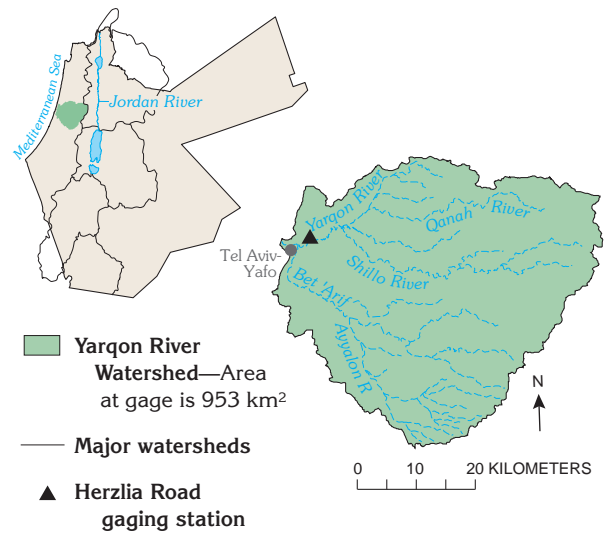 Mediterranean Sea
Jordan River
Yarqon River
Qanah River
Tel Aviv-
Yafo
Shillo River
Bet 'Arif
Ayyalon R
Yarqon River
Watershed—Area
at gage is 953 km²
Major watersheds
Herzlia Road
gaging station
N
0 10 20 KILOMETERS